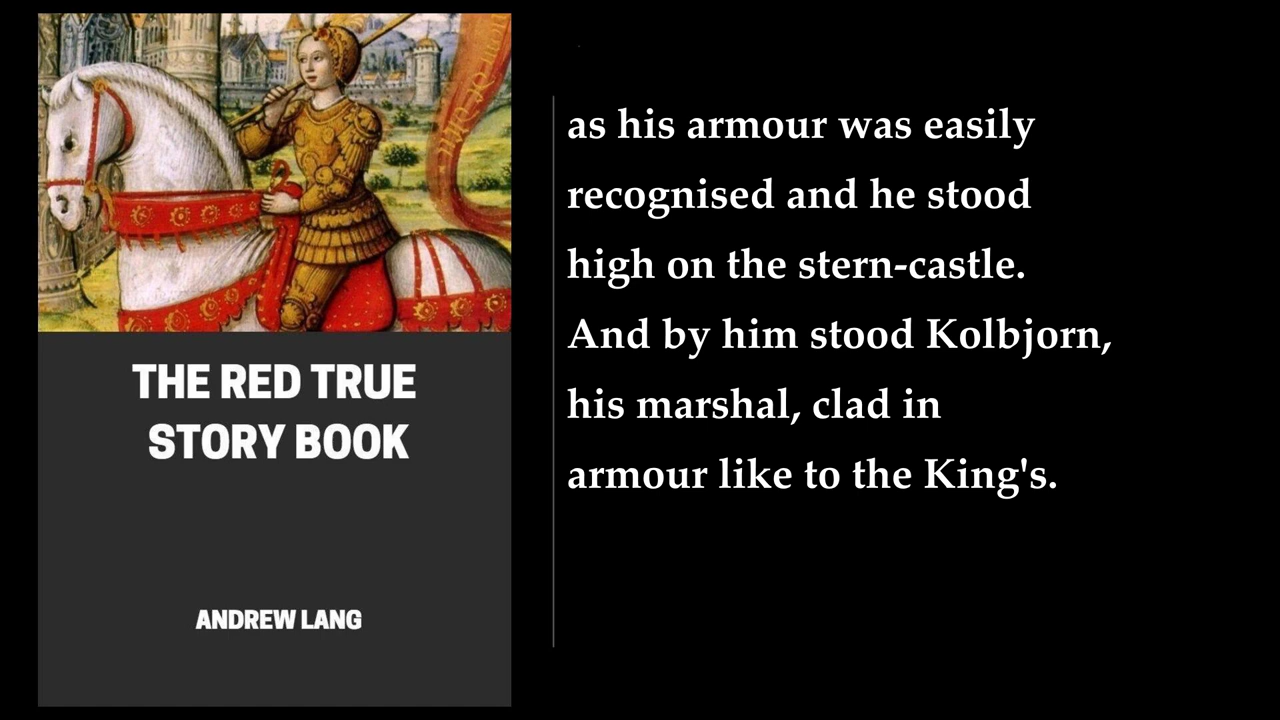 THE RED TRUE
STORY BOOK
ANDREW LANG
as his armour was easily
recognised and he stood
high on the stern-castle.
And by him stood Kolbjorn,
his marshal, clad in
armour like to the King's.